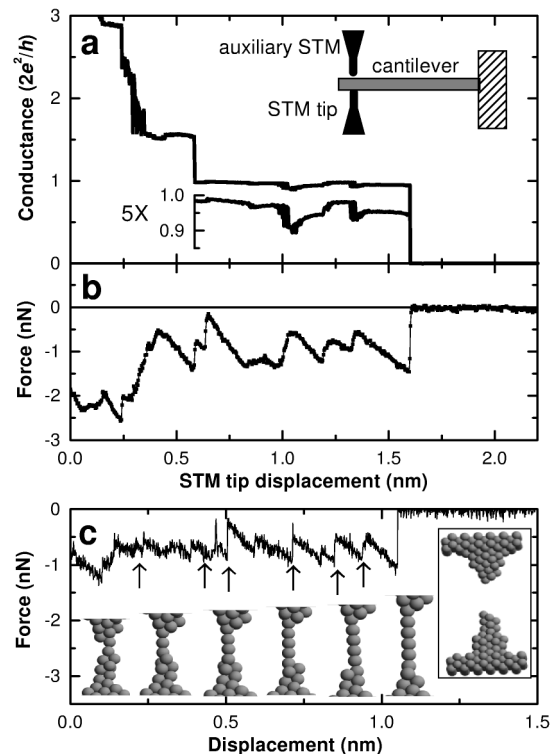 a
Conductance (2e²/h)
3
2
1
0
auxiliary STM
cantilever
STM tip
5X
1.0
0.9
b
Force (nN)
0
-1
-2
-3
0.0 0.5 1.0 1.5 2.0
STM tip displacement (nm)
c
Force (nN)
0
-1
-2
-3
0.0 0.5 1.0 1.5
Displacement (nm)